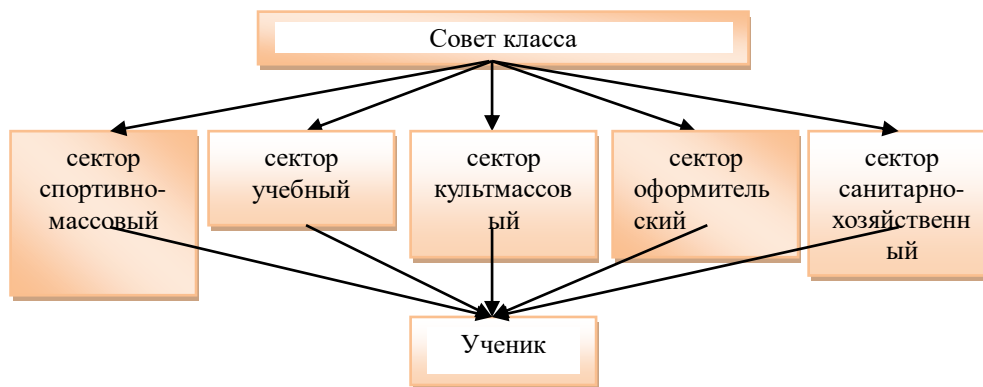 Совет класса
сектор
спортивно-
массовый
сектор
учебный
сектор
культмассов
ый
сектор
оформитель
ский
сектор
санитарно-
хозяйственн
ый
Ученик